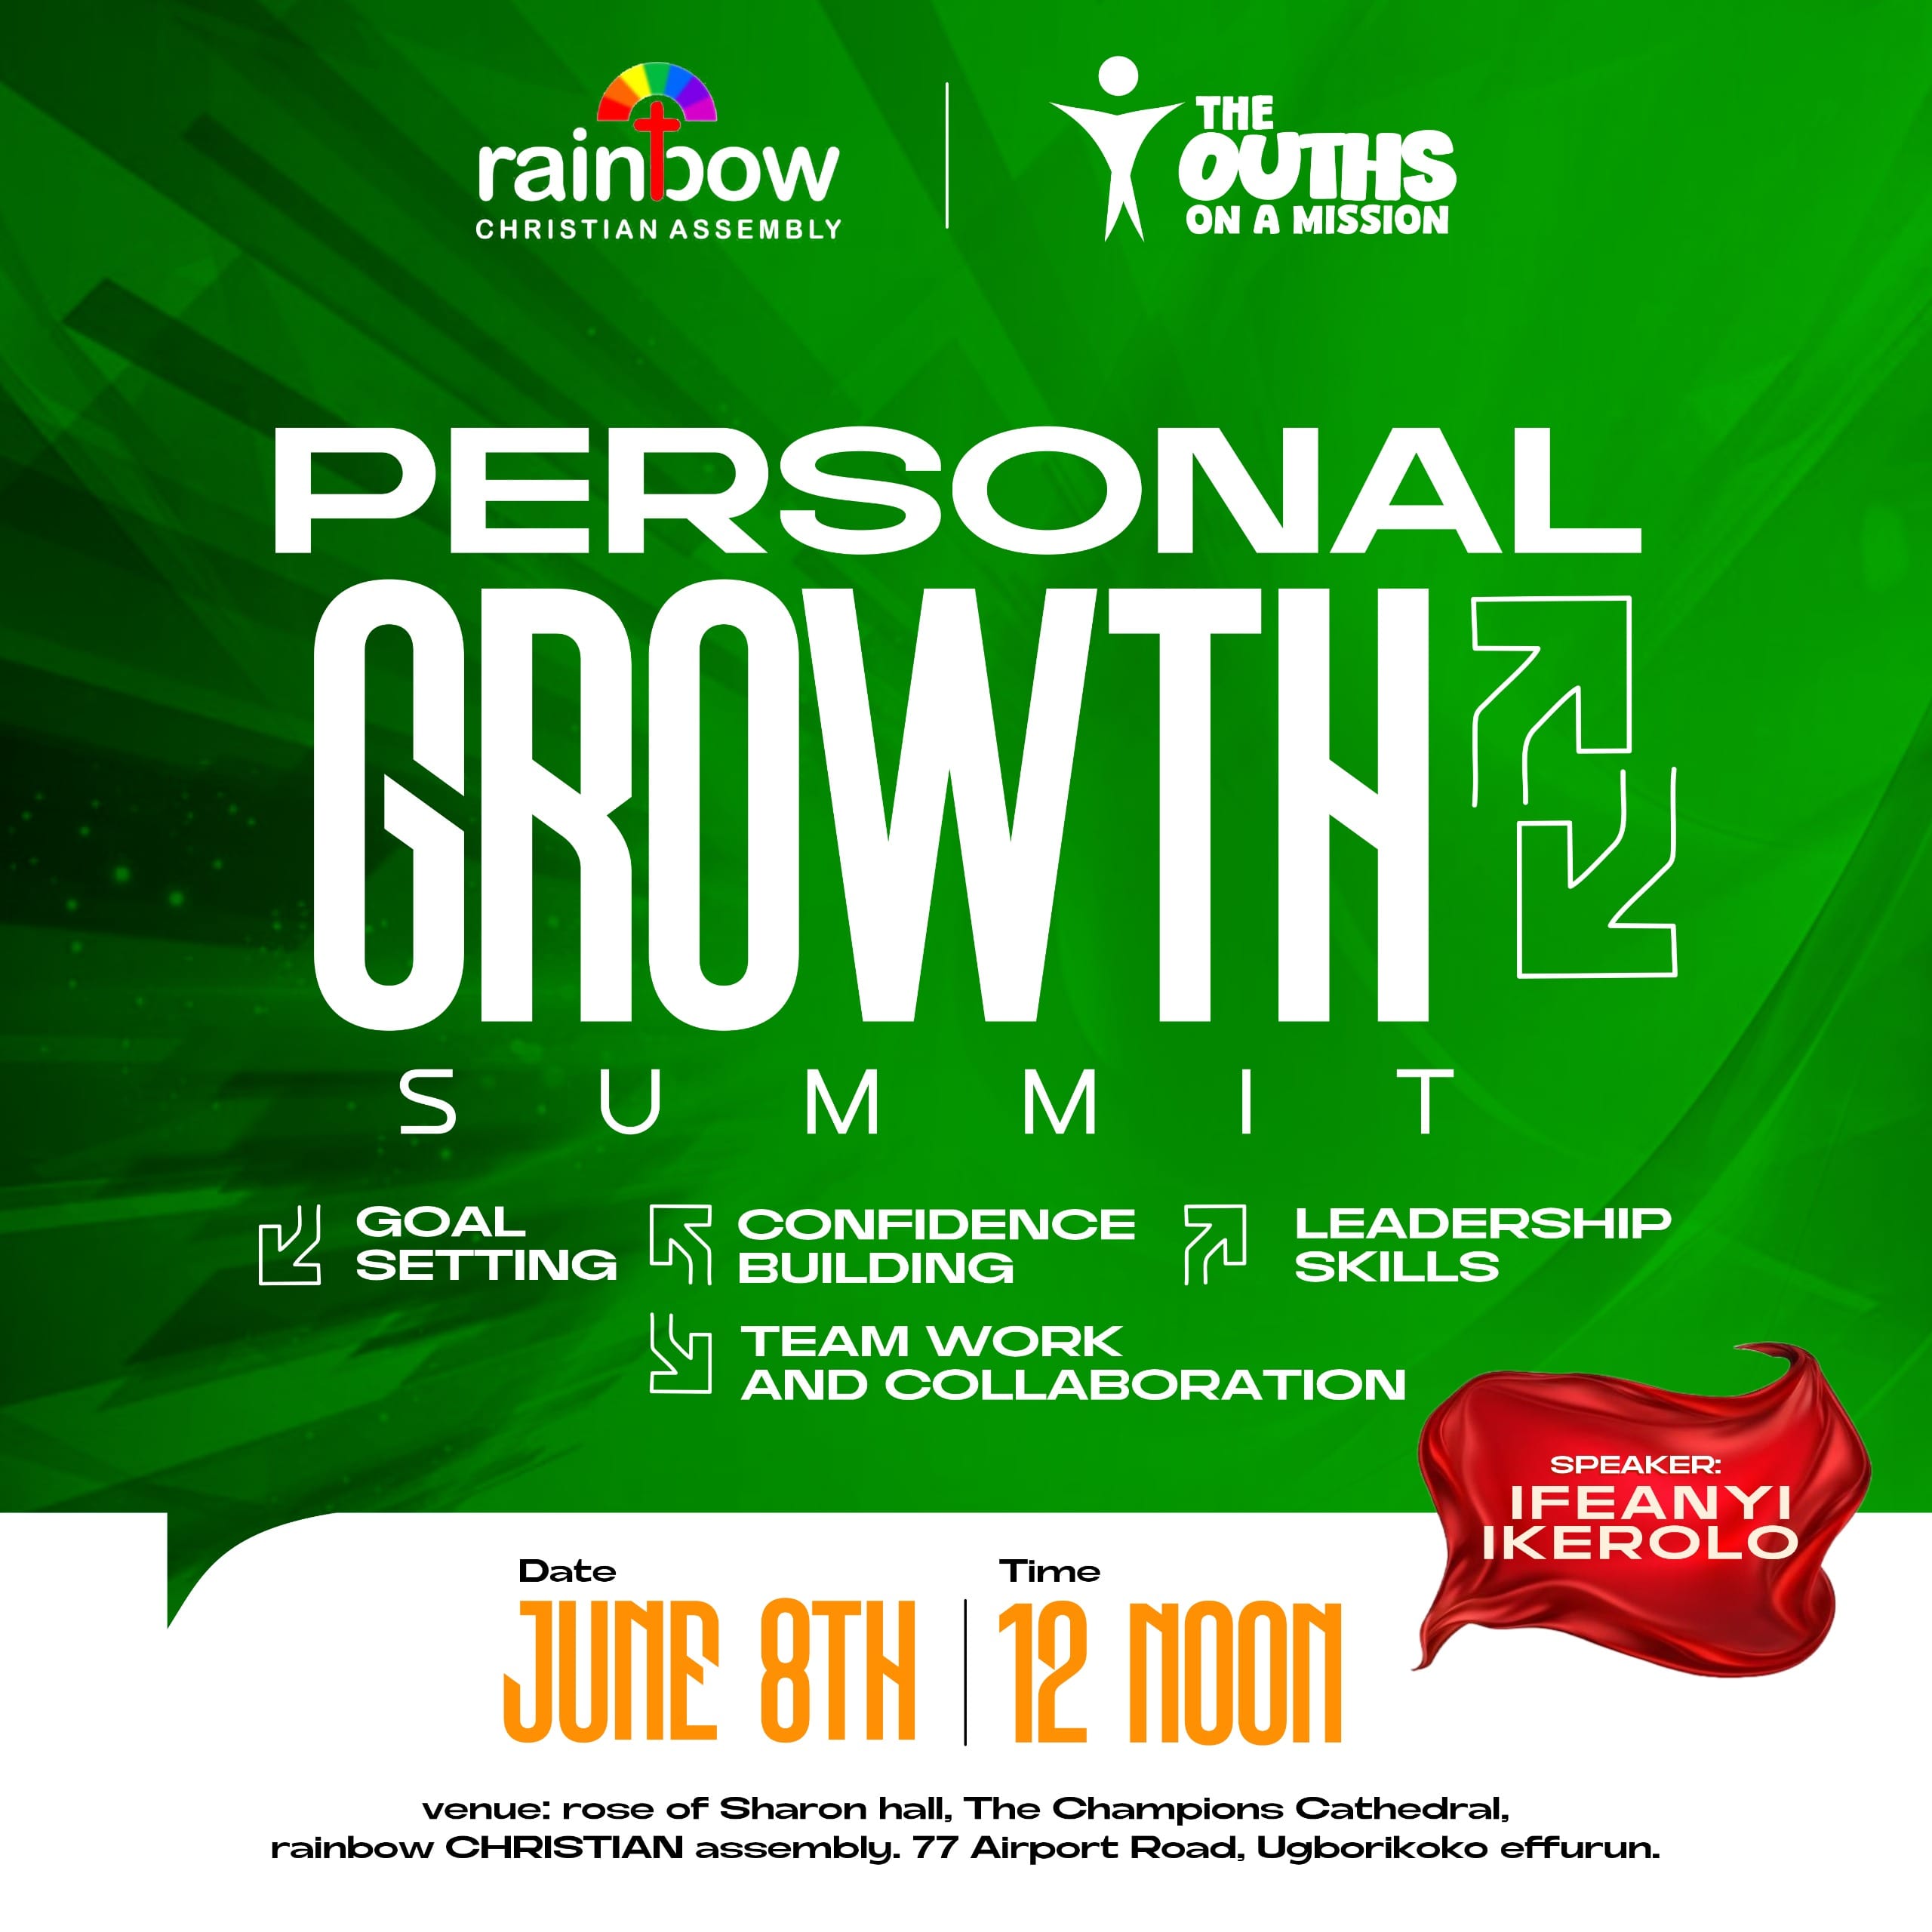 rainbow
CHRISTIAN ASSEMBLY
THE
YOUTHS
ON A MISSION
PERSONAL
GROWTH
SUMMIT
GOAL
SETTING
CONFIDENCE
BUILDING
LEADERSHIP
SKILLS
TEAM WORK
AND COLLABORATION
SPEAKER:
IFEANYI
IKEROLO
Date
JUNE 8TH
Time
12 NOON
venue: rose of Sharon hall, The Champions Cathedral,
rainbow CHRISTIAN assembly. 77 Airport Road, Ugborikoko effurun.